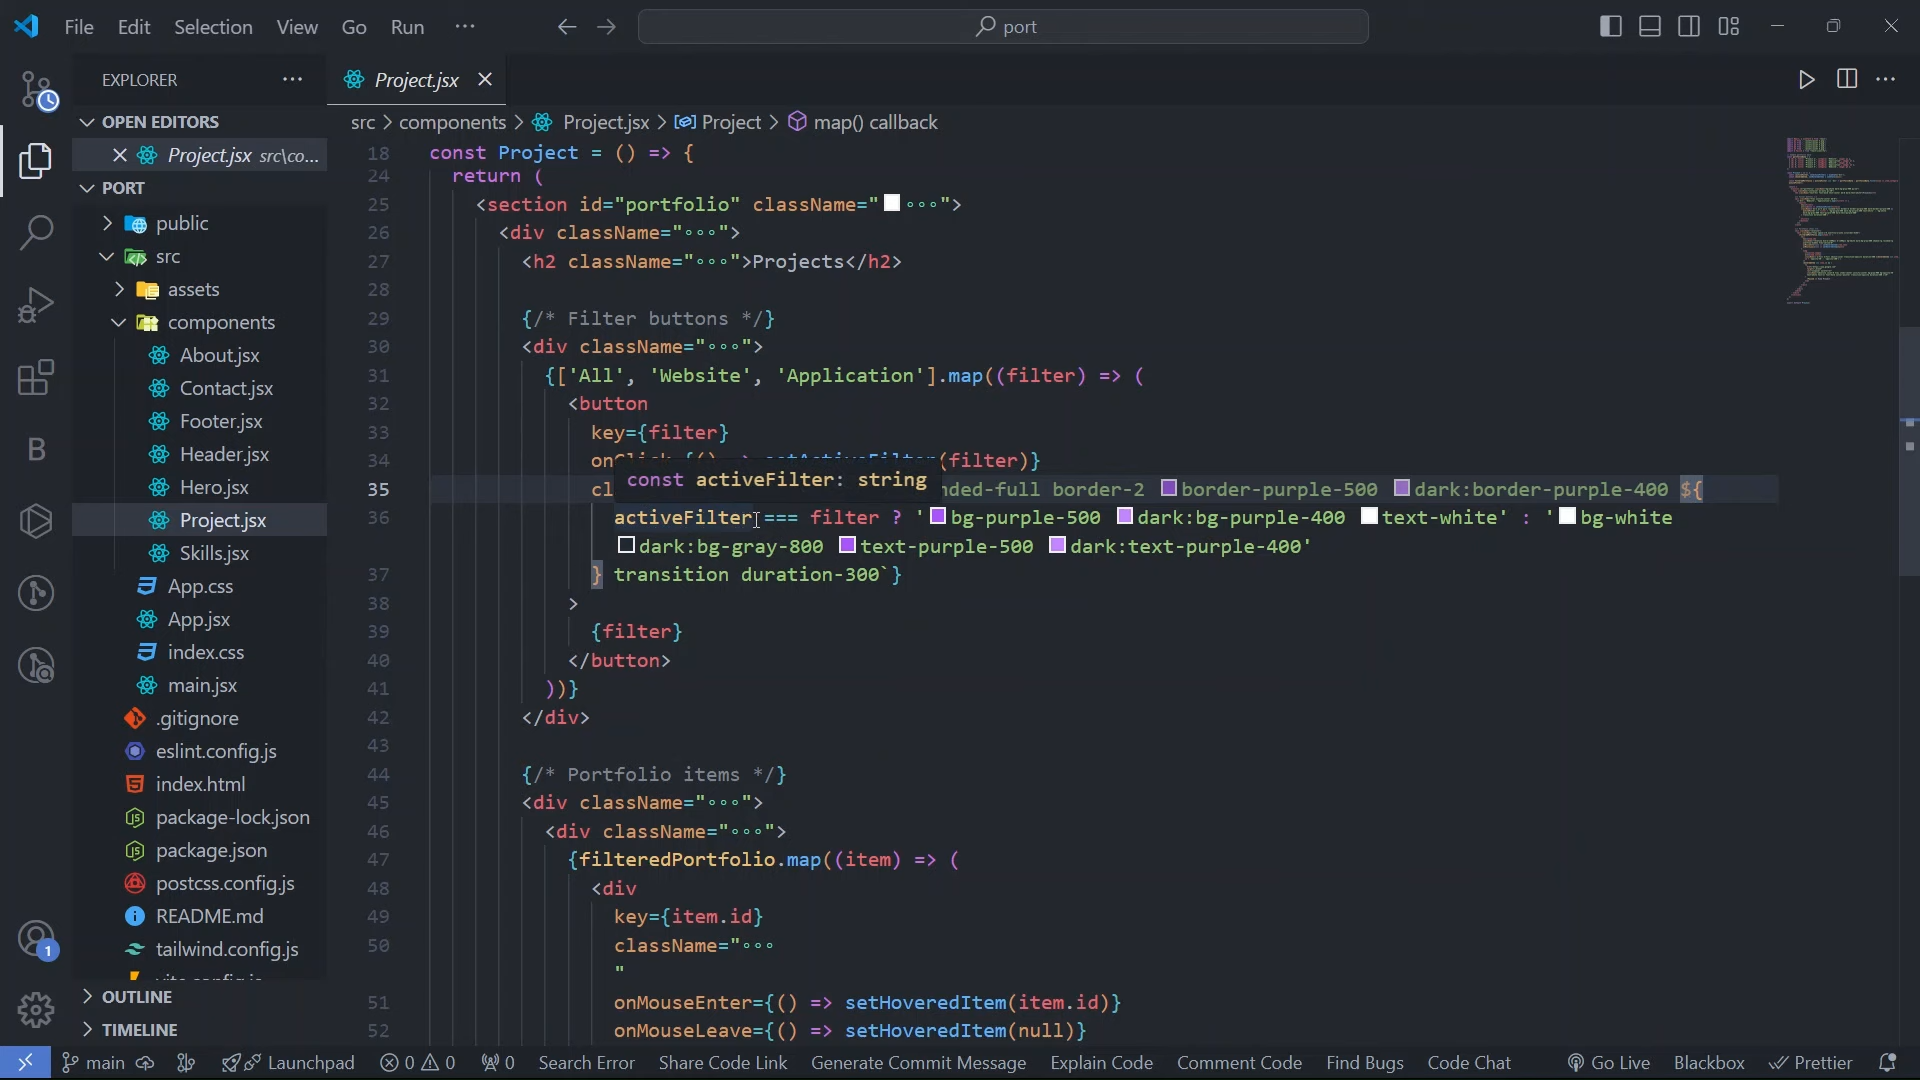 File Edit Selection View Go Run ···
port
EXPLORER ···
OPEN EDITORS
Project.jsx src\co...
PORT
public
src
assets
components
About.jsx
Contact.jsx
Footer.jsx
Header.jsx
Hero.jsx
Project.jsx
Skills.jsx
App.css
App.jsx
index.css
main.jsx
.gitignore
eslint.config.js
index.html
package-lock.json
package.json
postcss.config.js
README.md
tailwind.config.js
OUTLINE
TIMELINE
B
1
Project.jsx
src > components > Project.jsx > Project > map() callback
18 const Project = () => {
24 return (
25 <section id="portfolio" className="···">
26 <div className="···">
27 <h2 className="···">Projects</h2>
28
29 {/* Filter buttons */}
30 <div className="···">
31 {['All', 'Website', 'Application'].map((filter) => (
32 <button
33 key={filter}
34 (filter)}
const activeFilter: string
35 cl nded-full border-2 border-purple-500 dark:border-purple-400 ${
36 activeFilter === filter ? 'bg-purple-500 dark:bg-purple-400 text-white' : 'bg-white
dark:bg-gray-800 text-purple-500 dark:text-purple-400'
37 } transition duration-300`}
38 >
39 {filter}
40 </button>
41 ))}
42 </div>
43
44 {/* Portfolio items */}
45 <div className="···">
46 <div className="···">
47 {filteredPortfolio.map((item) => (
48 <div
49 key={item.id}
50 className="···
"
51 onMouseEnter={() => setHoveredItem(item.id)}
52 onMouseLeave={() => setHoveredItem(null)}
main Launchpad 0 0 0 Search Error Share Code Link Generate Commit Message Explain Code Comment Code Find Bugs Code Chat Go Live Blackbox Prettier